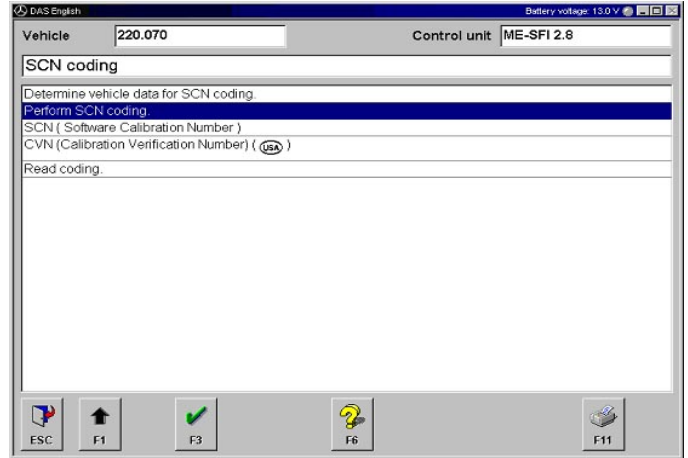 DAS English Battery voltage: 13.0 V
Vehicle 220.070 Control unit ME-SFI 2.8
SCN coding
Determine vehicle data for SCN coding.
Perform SCN coding.
SCN ( Software Calibration Number )
CVN (Calibration Verification Number) ( USA )
Read coding.
ESC F1 F3 F6 F11